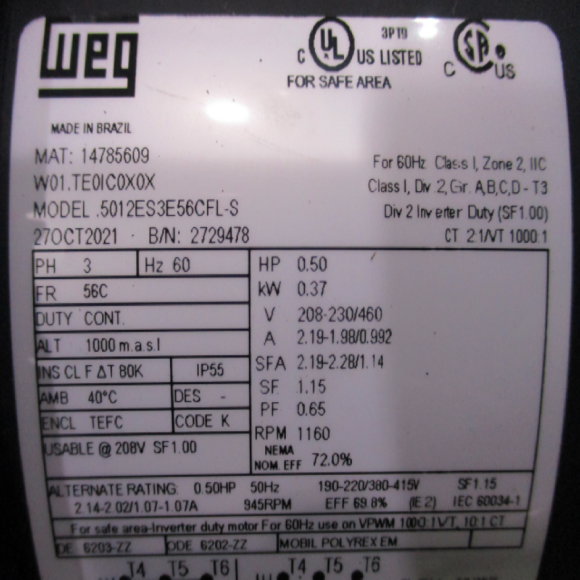 WEG
3PT9
C UL US LISTED
FOR SAFE AREA
C SA US
MADE IN BRAZIL
MAT: 14785609
W01.TE0IC0X0X
MODEL .5012ES3E56CFL-S
27OCT2021 · B/N: 2729478
For 60Hz Class I, Zone 2, IIC
Class I, Div 2, Gr. A,B,C,D - T3
Div 2 Inverter Duty (SF1.00)
CT 2:1/VT 1000:1
PH 3 Hz 60
FR 56C
DUTY CONT.
ALT 1000 m.a.s.l
INS CL F ΔT 80K IP55
AMB 40°C DES -
ENCL TEFC CODE K
USABLE @ 208V SF1.00
HP 0.50
kW 0.37
V 208-230/460
A 2.19-1.98/0.992
SFA 2.19-2.28/1.14
SF 1.15
PF 0.65
RPM 1160
NEMA
NOM. EFF 72.0%
ALTERNATE RATING: 0.50HP 50Hz 190-220/380-415V SF1.15
2.14-2.02/1.07-1.07A 945RPM EFF 69.8% (IE2) IEC 60034-1
For safe area-Inverter duty motor For 60Hz use on VPWM 1000:1VT, 10:1 CT
DE 6203-ZZ ODE 6202-ZZ MOBIL POLYREX EM
T4 T5 T6 T4 T5 T6